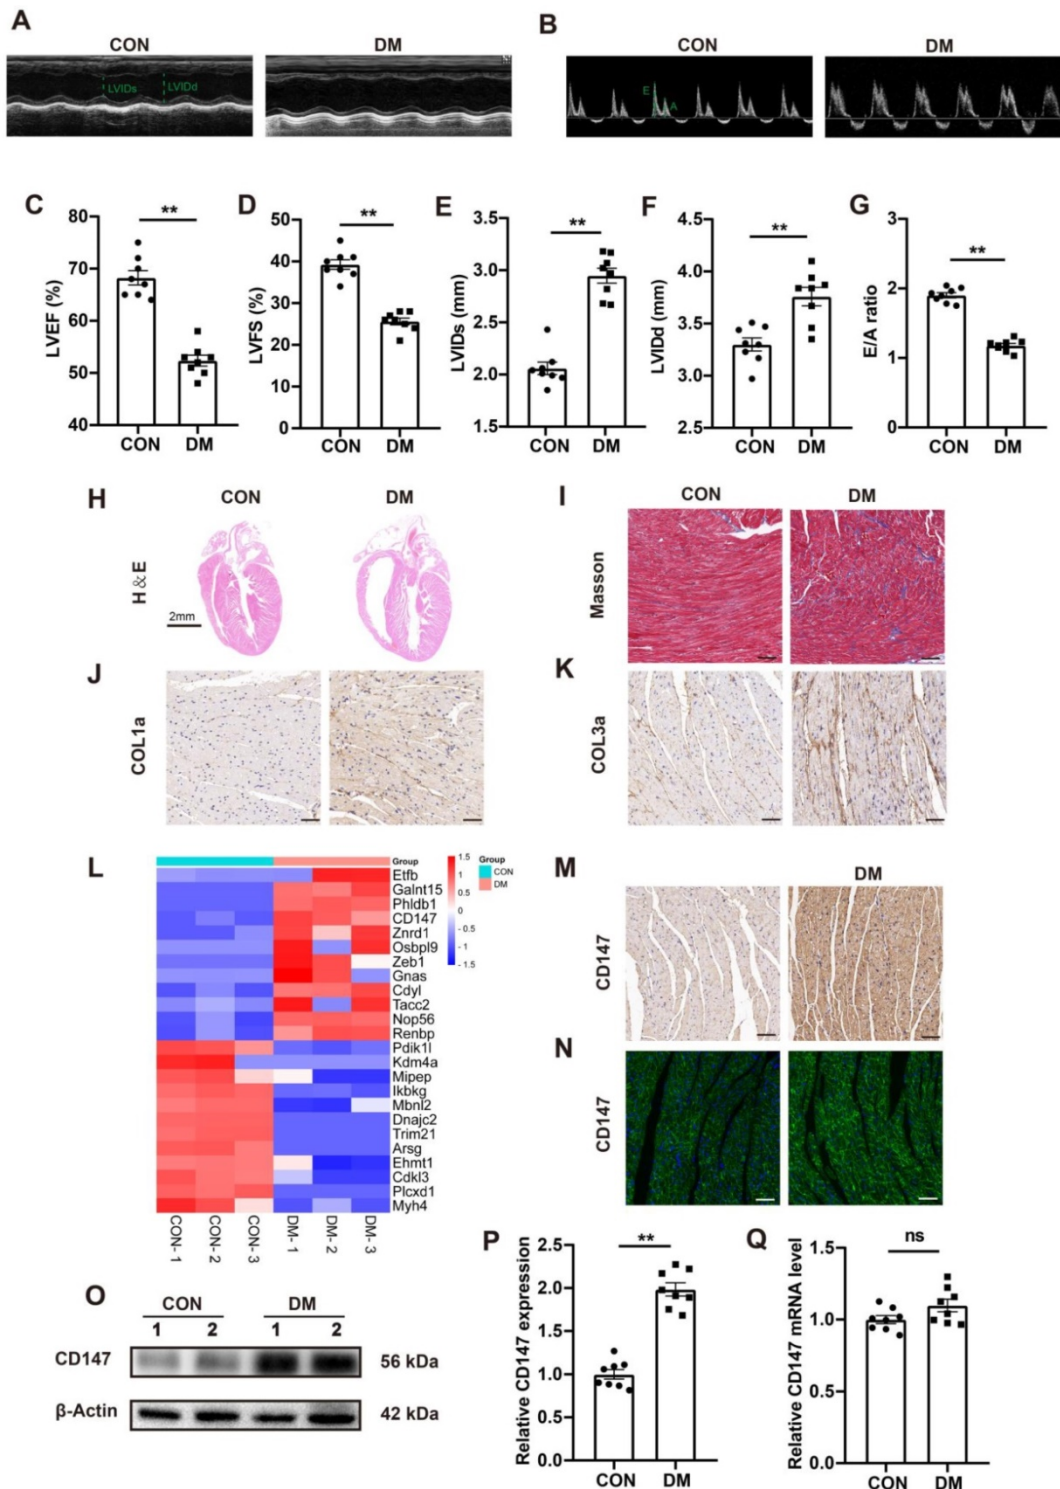 A
CON
DM
LVIDs
LVIDd
B
CON
DM
E
A
C
LVEF (%)
80
70
60
50
40
**
CON
DM
D
LVFS (%)
50
40
30
20
10
0
**
CON
DM
E
LVIDs (mm)
3.5
3.0
2.5
2.0
1.5
**
CON
DM
F
LVIDd (mm)
4.5
4.0
3.5
3.0
2.5
**
CON
DM
G
E/A ratio
3
2
1
0
**
CON
DM
H
CON
DM
H&E
2mm
I
CON
DM
Masson
J
COL1a
K
COL3a
L
Group
Etfb
Galnt15
Phldb1
CD147
Znrd1
Osbpl9
Zeb1
Gnas
Cdyl
Tacc2
Nop56
Renbp
Pdik1l
Kdm4a
Mipep
Ikbkg
Mbnl2
Dnajc2
Trim21
Arsg
Ehmt1
Cdkl3
Plcxd1
Myh4
CON-1
CON-2
CON-3
DM-1
DM-2
DM-3
1.5
1
0.5
0
-0.5
-1
-1.5
Group
CON
DM
M
DM
CD147
N
CD147
O
CON
DM
1 2 1 2
CD147
56 kDa
β-Actin
42 kDa
P
Relative CD147 expression
2.5
2.0
1.5
1.0
0.5
0.0
**
CON
DM
Q
Relative CD147 mRNA level
1.5
1.0
0.5
0.0
ns
CON
DM